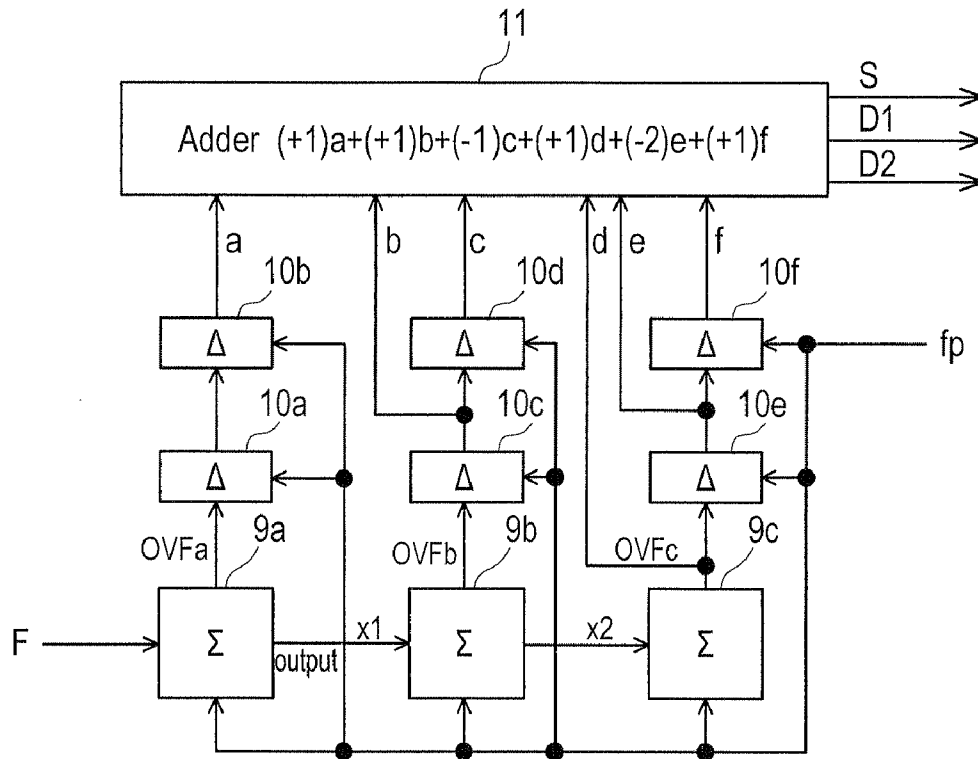 11
S
Adder (+1)a+(+1)b+(-1)c+(+1)d+(-2)e+(+1)f
D1
D2
a
b
c
d
e
f
10b
10d
10f
Δ
Δ
Δ
fp
10a
10c
10e
Δ
Δ
Δ
OVFa
9a
OVFb
9b
OVFc
9c
F
Σ
x1
output
Σ
x2
Σ